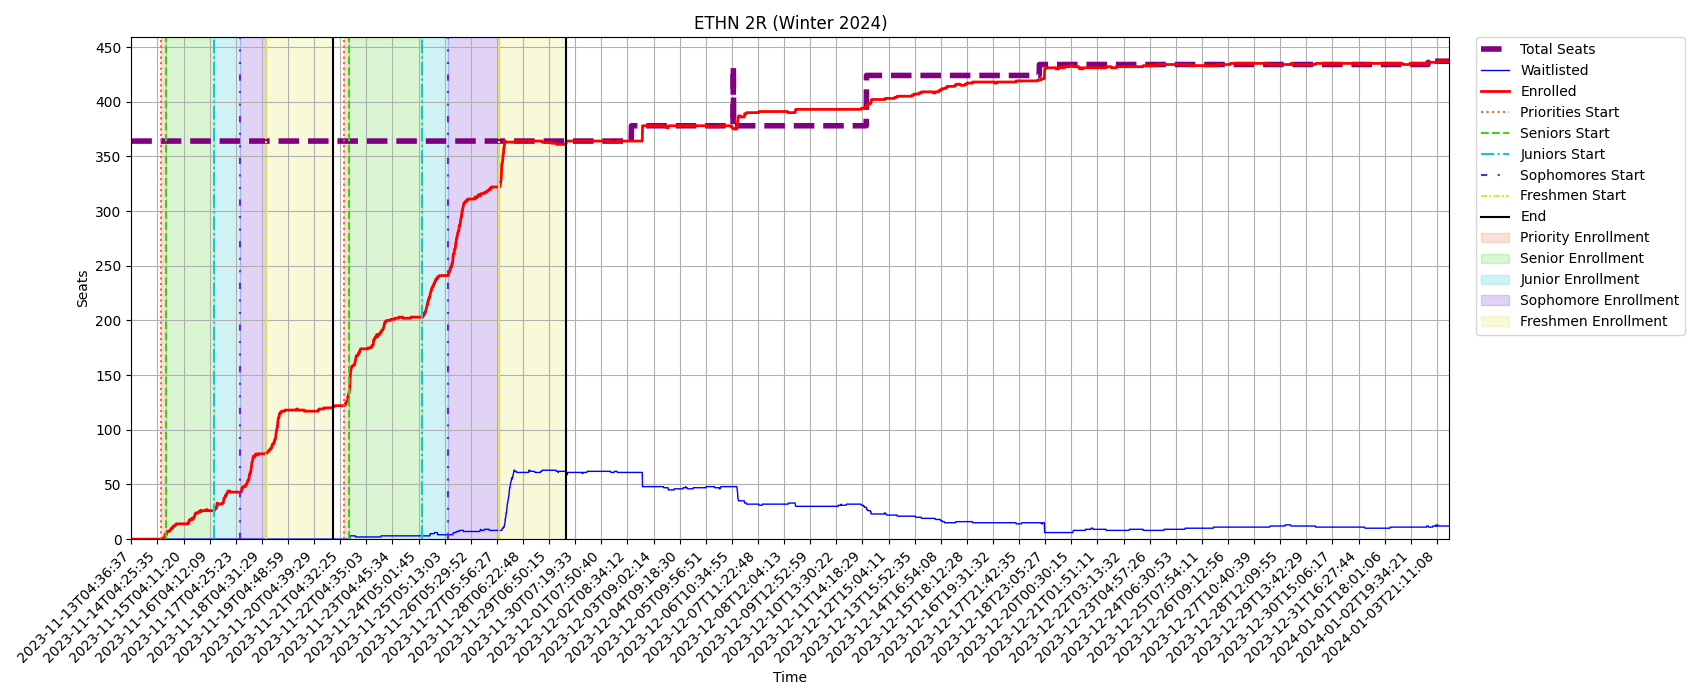 ETHN 2R (Winter 2024)
Seats
450
400
350
300
250
200
150
100
50
0
2023-11-13T04:36:37
2023-11-14T04:25:35
2023-11-15T04:11:20
2023-11-16T04:12:09
2023-11-17T04:25:23
2023-11-18T04:31:29
2023-11-19T04:48:59
2023-11-20T04:39:29
2023-11-21T04:32:25
2023-11-22T04:35:03
2023-11-23T04:45:34
2023-11-24T05:01:45
2023-11-25T05:13:03
2023-11-26T05:29:52
2023-11-27T05:56:27
2023-11-28T06:22:48
2023-11-29T06:50:15
2023-11-30T07:19:33
2023-12-01T07:50:40
2023-12-02T08:34:12
2023-12-03T09:02:14
2023-12-04T09:18:30
2023-12-05T09:56:51
2023-12-06T10:34:55
2023-12-07T11:22:48
2023-12-08T12:04:13
2023-12-09T12:52:59
2023-12-10T13:30:22
2023-12-11T14:18:29
2023-12-12T15:04:11
2023-12-13T15:52:35
2023-12-14T16:54:08
2023-12-15T18:12:28
2023-12-16T19:31:32
2023-12-17T21:42:35
2023-12-18T23:05:27
2023-12-20T00:30:15
2023-12-21T01:51:11
2023-12-22T03:13:32
2023-12-23T04:57:26
2023-12-24T06:30:53
2023-12-25T07:54:11
2023-12-26T09:12:56
2023-12-27T10:40:39
2023-12-28T12:09:55
2023-12-29T13:42:29
2023-12-30T15:06:17
2023-12-31T16:27:44
2024-01-01T18:01:06
2024-01-02T19:34:21
2024-01-03T21:11:08
Time
Total Seats
Waitlisted
Enrolled
Priorities Start
Seniors Start
Juniors Start
Sophomores Start
Freshmen Start
End
Priority Enrollment
Senior Enrollment
Junior Enrollment
Sophomore Enrollment
Freshmen Enrollment